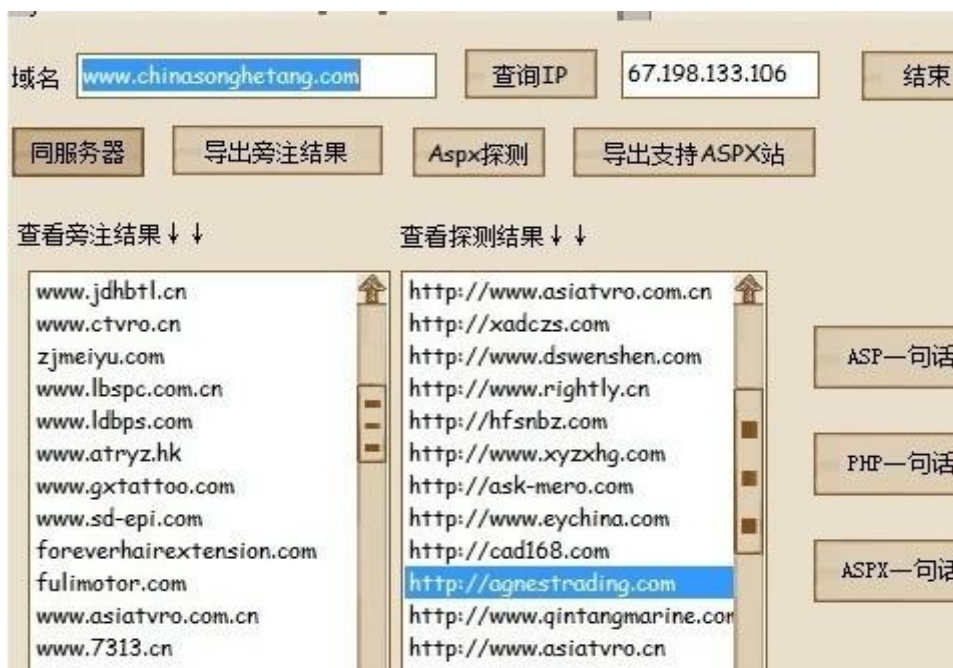 域名 www.chinasonghetang.com 查询IP 67.198.133.106 结束
同服务器 导出旁注结果 Aspx探测 导出支持ASPX站
查看旁注结果↓↓ 查看探测结果↓↓
www.jdhbtl.cn http://www.asiatvro.com.cn
www.ctvro.cn http://xadczs.com
zjmeiyu.com http://www.dswenshen.com
www.lbspc.com.cn http://www.rightly.cn
www.ldbps.com http://hfsnbz.com
www.atryz.hk http://www.xyzxhg.com
www.gxtattoo.com http://ask-mero.com
www.sd-epi.com http://www.eychina.com
foreverhairextension.com http://cad168.com
fulimotor.com http://agnestrading.com
www.asiatvro.com.cn http://www.qintangmarine.com
www.7313.cn http://www.asiatvro.cn
ASP一句话
PHP一句话
ASPX一句话